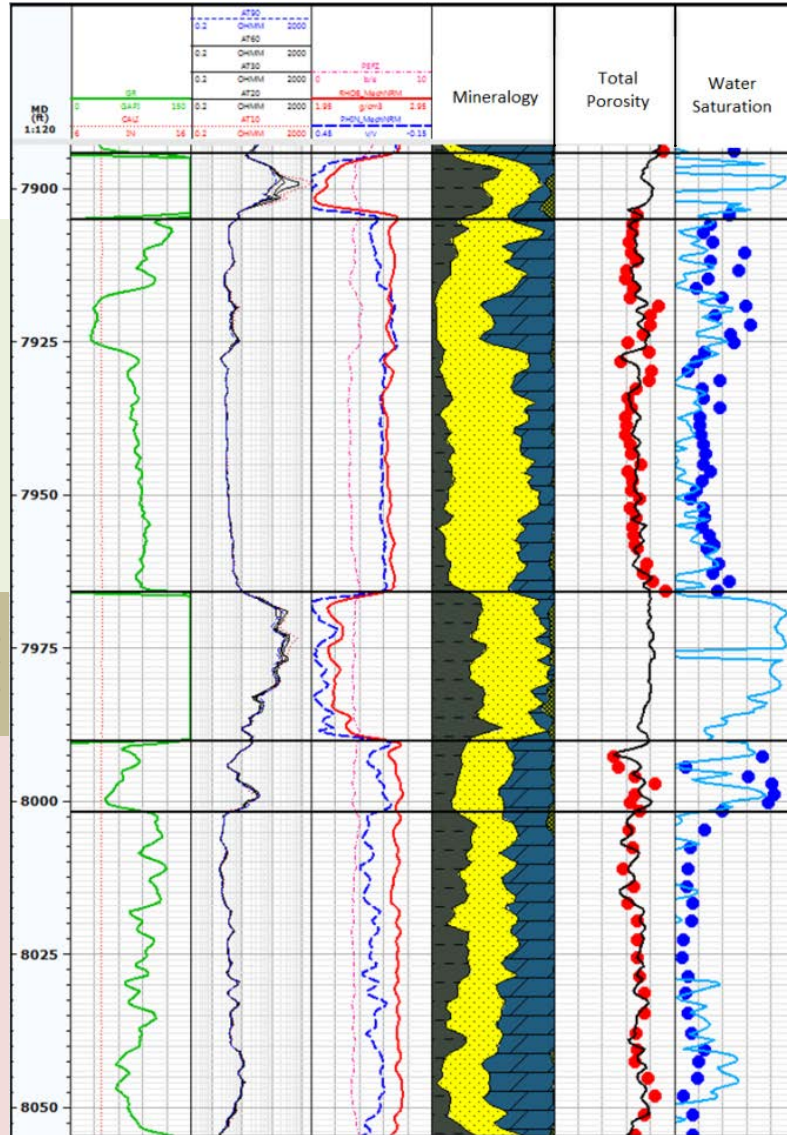 AT90
0.2 OHMM 2000
AT60
0.2 OHMM 2000
AT30
0.2 OHMM 2000
AT20
0.2 OHMM 2000
AT10
0.2 OHMM 2000
MD
(ft)
1:120
GR
0 GAPI 150
CALI
6 IN 16
PEFZ
0 b/e 10
RHOB_MechNRM
1.95 g/cm3 2.95
PHIN_MechNRM
0.45 v/v -0.15
Mineralogy
Total
Porosity
Water
Saturation
7900
7925
7950
7975
8000
8025
8050